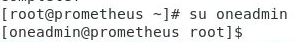 [root@prometheus ~]# su oneadmin
[oneadmin@prometheus root]$